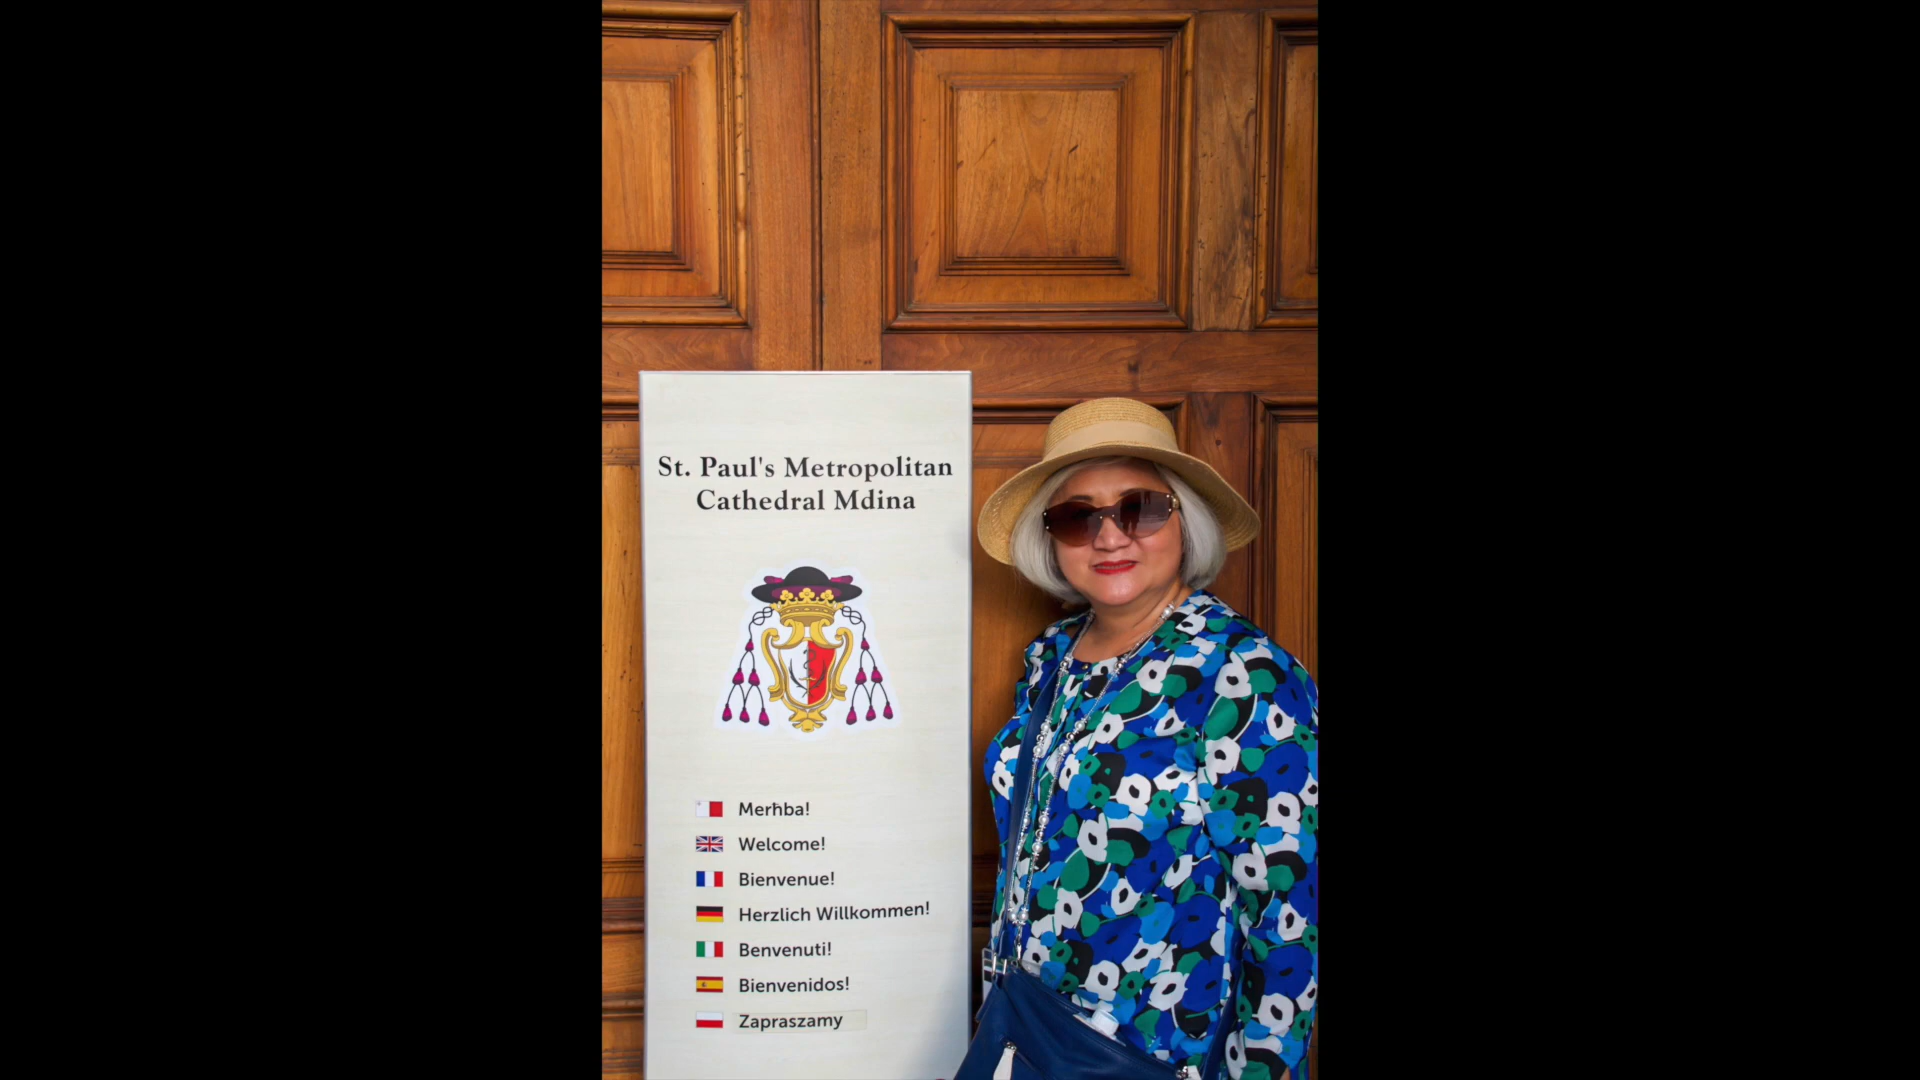 St. Paul's Metropolitan
Cathedral Mdina
Merħba!
Welcome!
Bienvenue!
Herzlich Willkommen!
Benvenuti!
Bienvenidos!
Zapraszamy